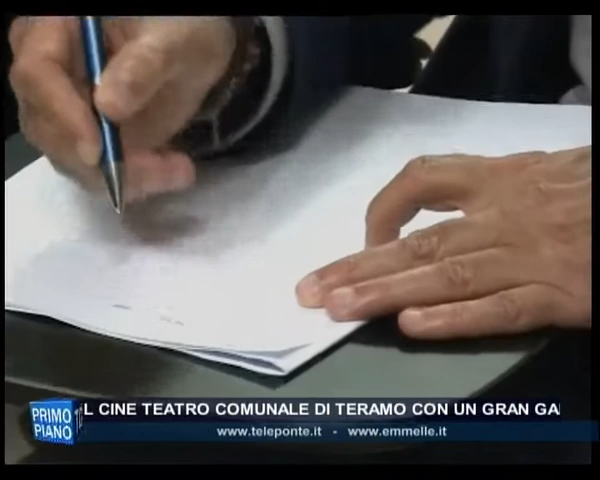 PRIMO
PIANO
L CINE TEATRO COMUNALE DI TERAMO CON UN GRAN GA
www.teleponte.it - www.emmelle.it